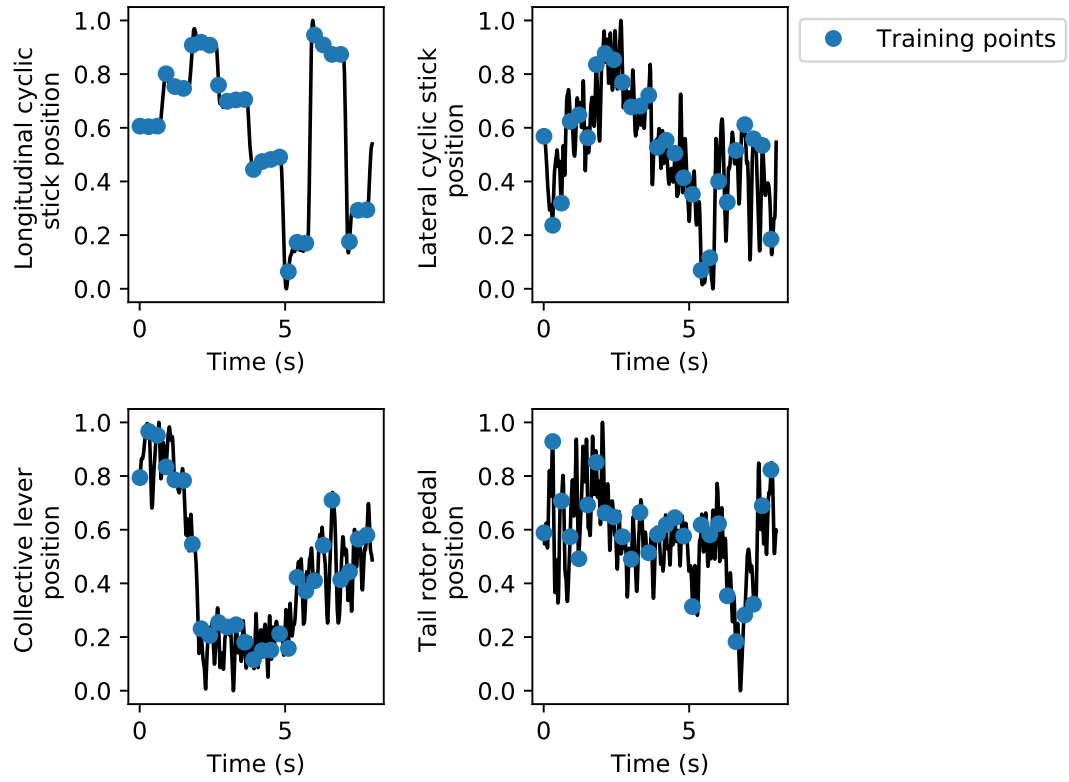 Longitudinal cyclic
stick position
1.0
0.8
0.6
0.4
0.2
0.0
0
5
Time (s)
Lateral cyclic stick
position
1.0
0.8
0.6
0.4
0.2
0.0
0
5
Time (s)
Training points
Collective lever
position
1.0
0.8
0.6
0.4
0.2
0.0
0
5
Time (s)
Tail rotor pedal
position
1.0
0.8
0.6
0.4
0.2
0.0
0
5
Time (s)